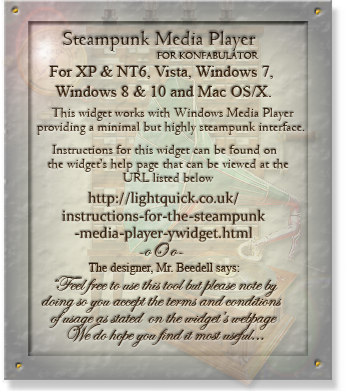 Steampunk Media Player
FOR KONFABULATOR
For XP & NT6, Vista, Windows 7,
Windows 8 & 10 and Mac OS/X.
This widget works with Windows Media Player
providing a minimal but highly steampunk interface.
Instructions for this widget can be found on
the widget's help page that can be viewed at the
URL listed below
http://lightquick.co.uk/
instructions-for-the-steampunk
-media-player-ywidget.html
-oOo-
The designer, Mr. Beedell says:
"Feel free to use this tool but please note by
doing so you accept the terms and conditions
of usage as stated on the widget's webpage
We do hope you find it most useful...